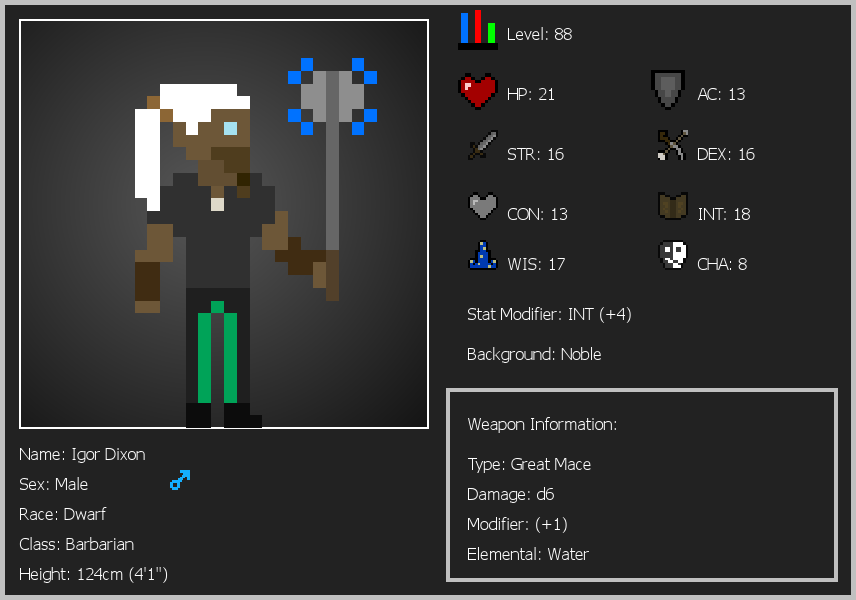 Level: 88
HP: 21
AC: 13
STR: 16
DEX: 16
CON: 13
INT: 18
WIS: 17
CHA: 8
Stat Modifier: INT (+4)
Background: Noble
Weapon Information:
Type: Great Mace
Damage: d6
Modifier: (+1)
Elemental: Water
Name: Igor Dixon
Sex: Male
Race: Dwarf
Class: Barbarian
Height: 124cm (4'1")